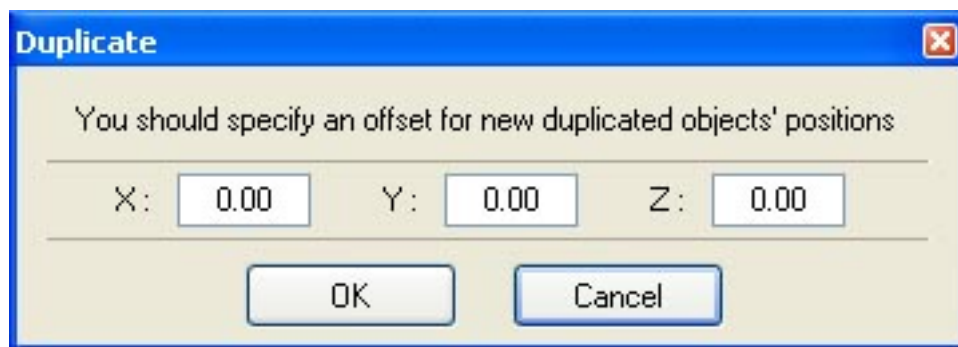 Duplicate
You should specify an offset for new duplicated objects' positions
X: 0.00 Y: 0.00 Z: 0.00
OK Cancel